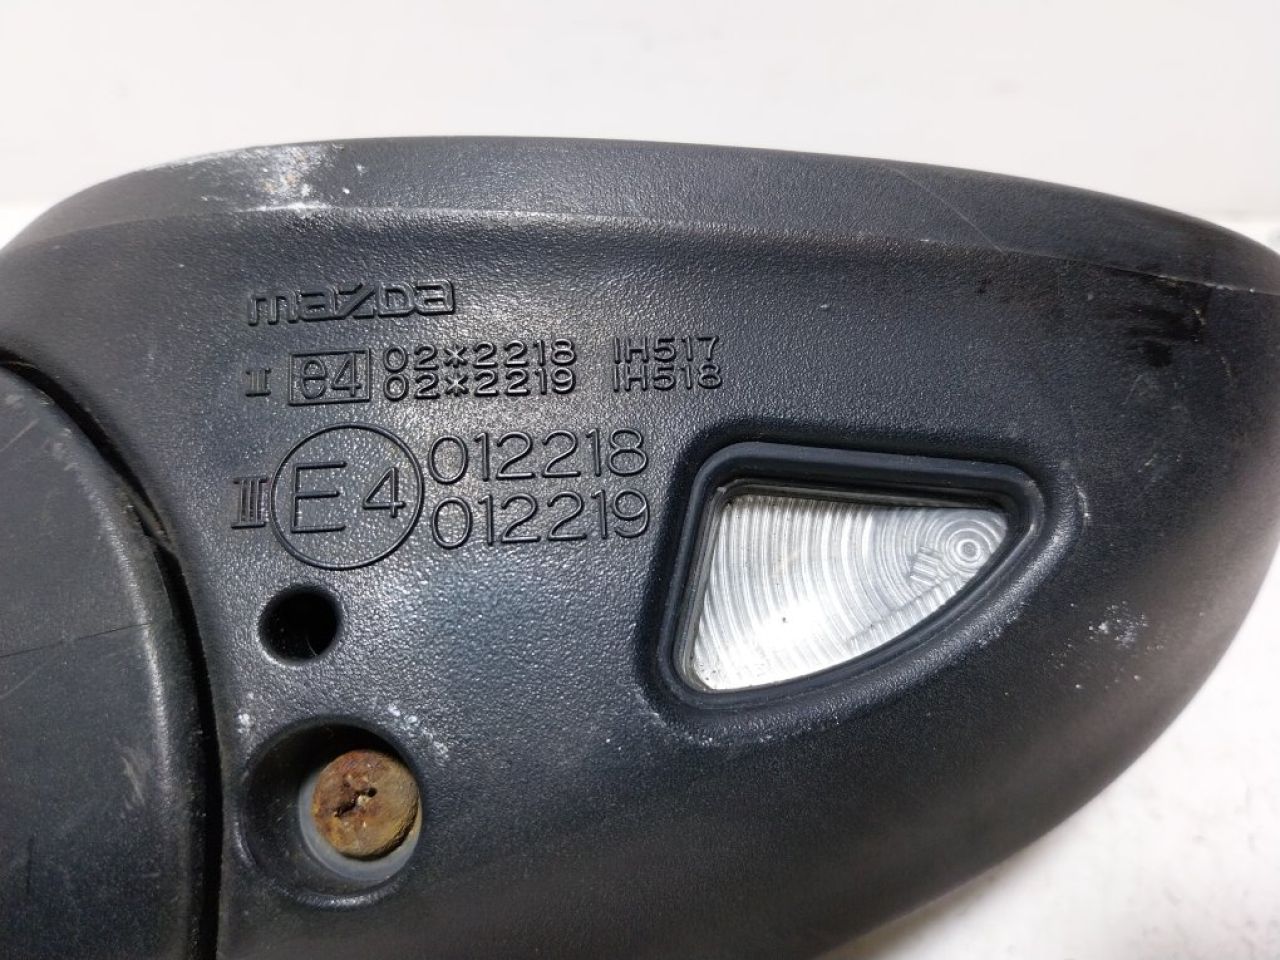 mazda
II e4 02*2218 IH517
02*2219 IH518
III E4 012218
012219